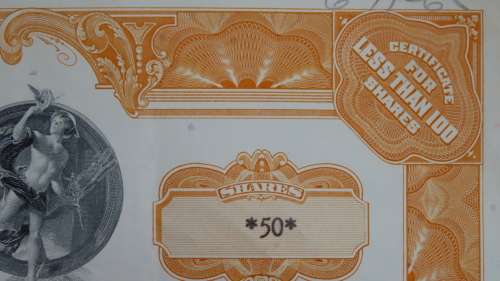 CERTIFICATE
FOR
LESS THAN 100
SHARES
SHARES
*50*